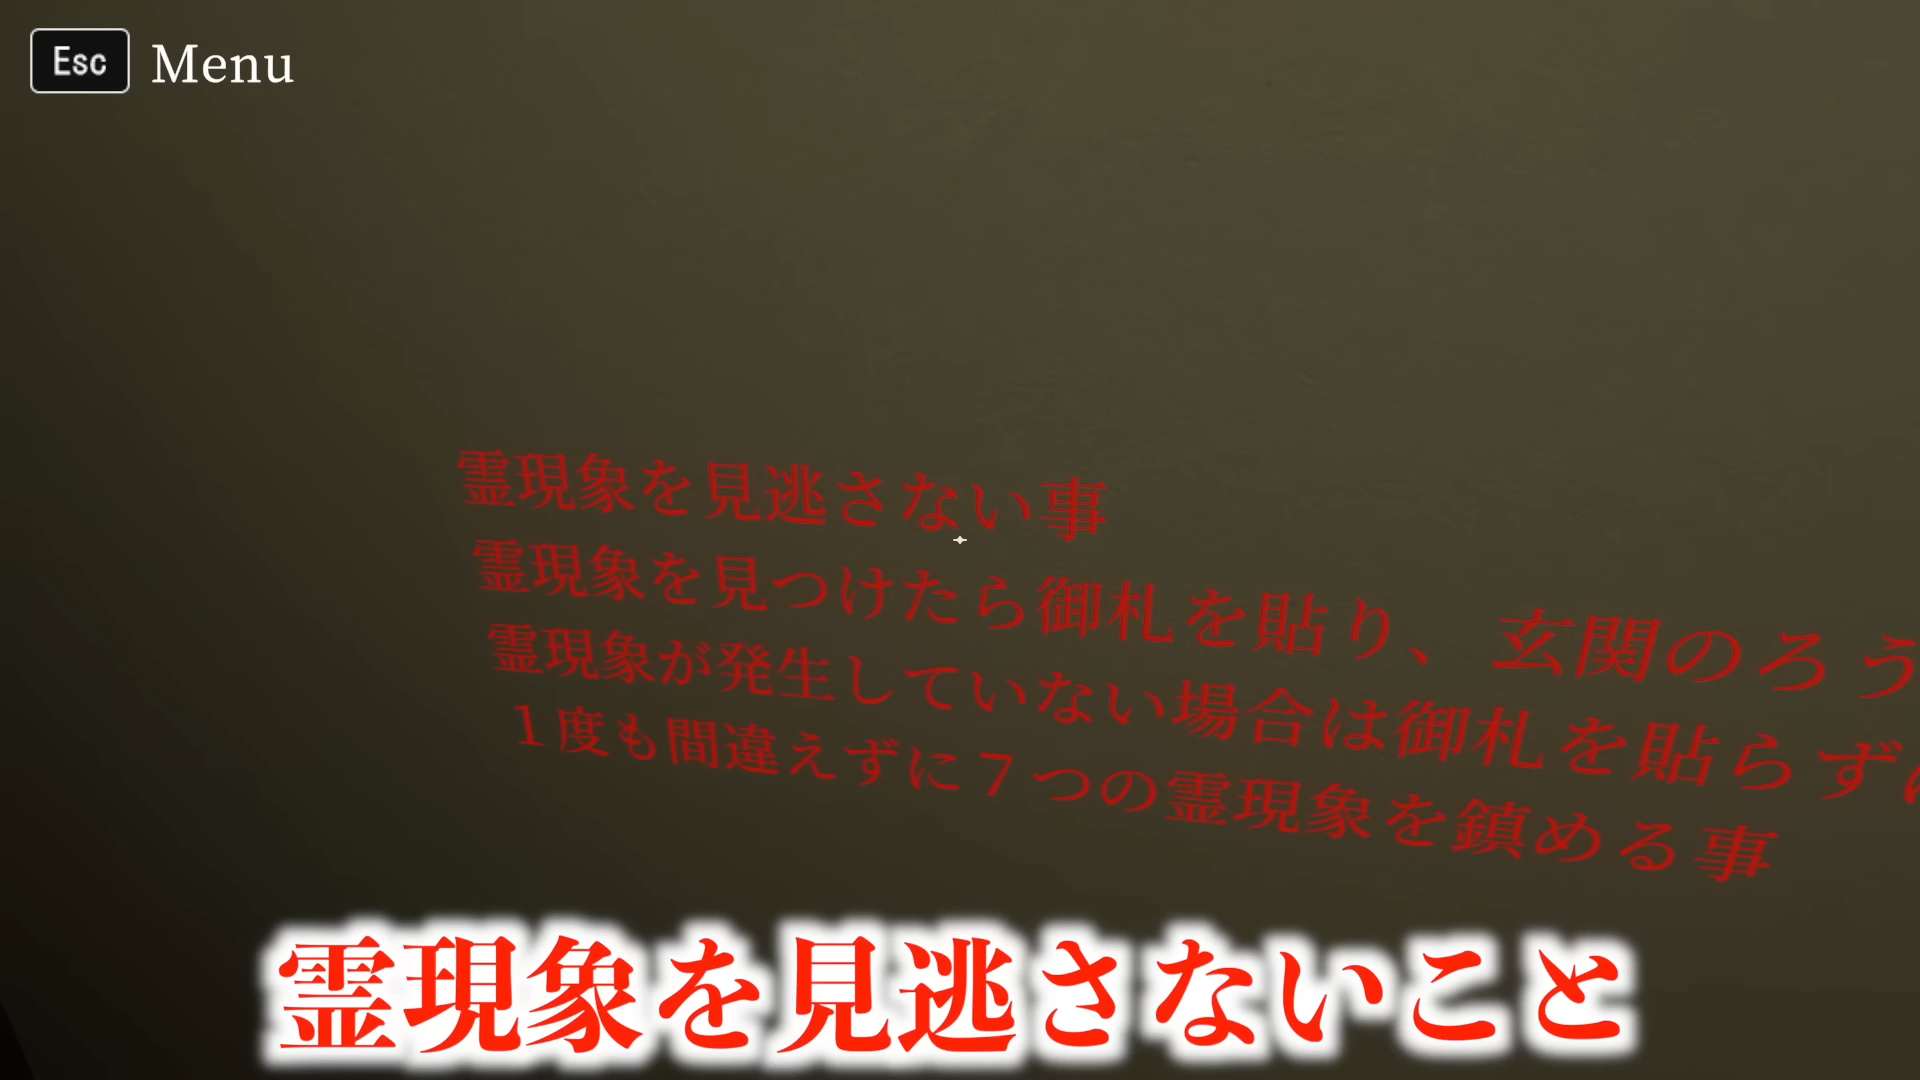 Esc Menu
霊現象を見逃さない事
霊現象を見つけたら御札を貼り、玄関のろう
霊現象が発生していない場合は御札を貼らず
１度も間違えずに７つの霊現象を鎮める事
霊現象を見逃さないこと